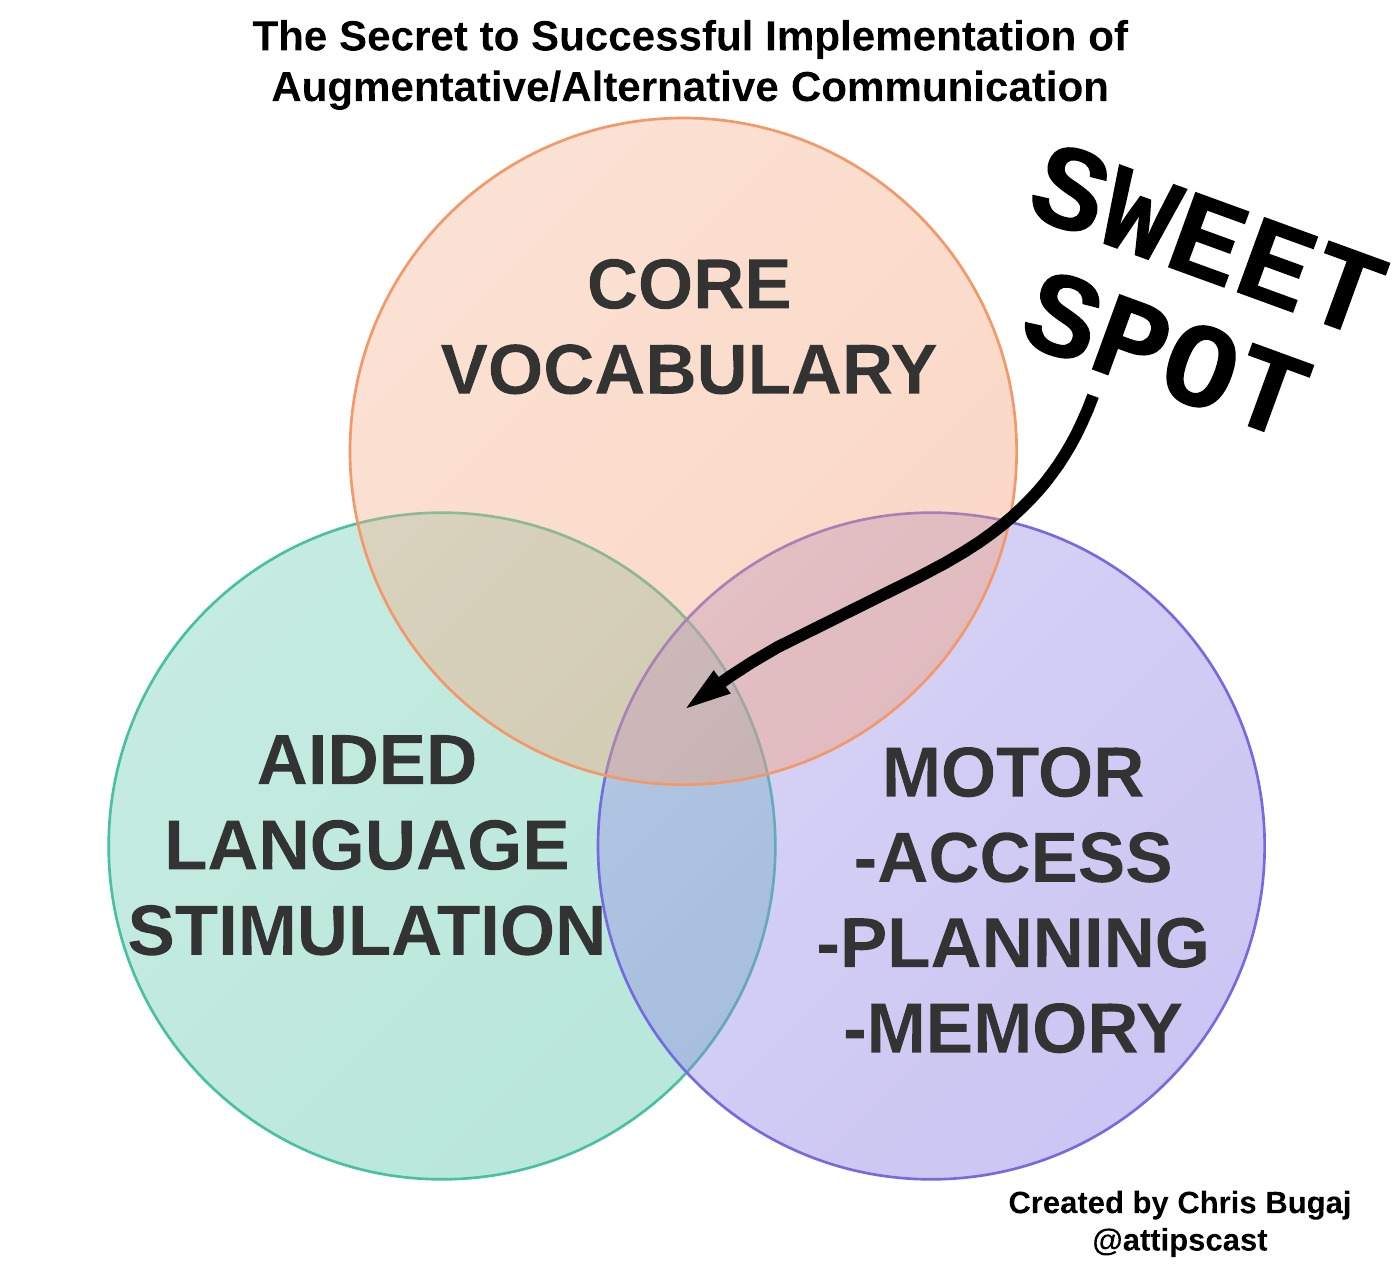 The Secret to Successful Implementation of
Augmentative/Alternative Communication
SWEET
SPOT
CORE
VOCABULARY
AIDED
LANGUAGE
STIMULATION
MOTOR
-ACCESS
-PLANNING
-MEMORY
Created by Chris Bugaj
@attipscast